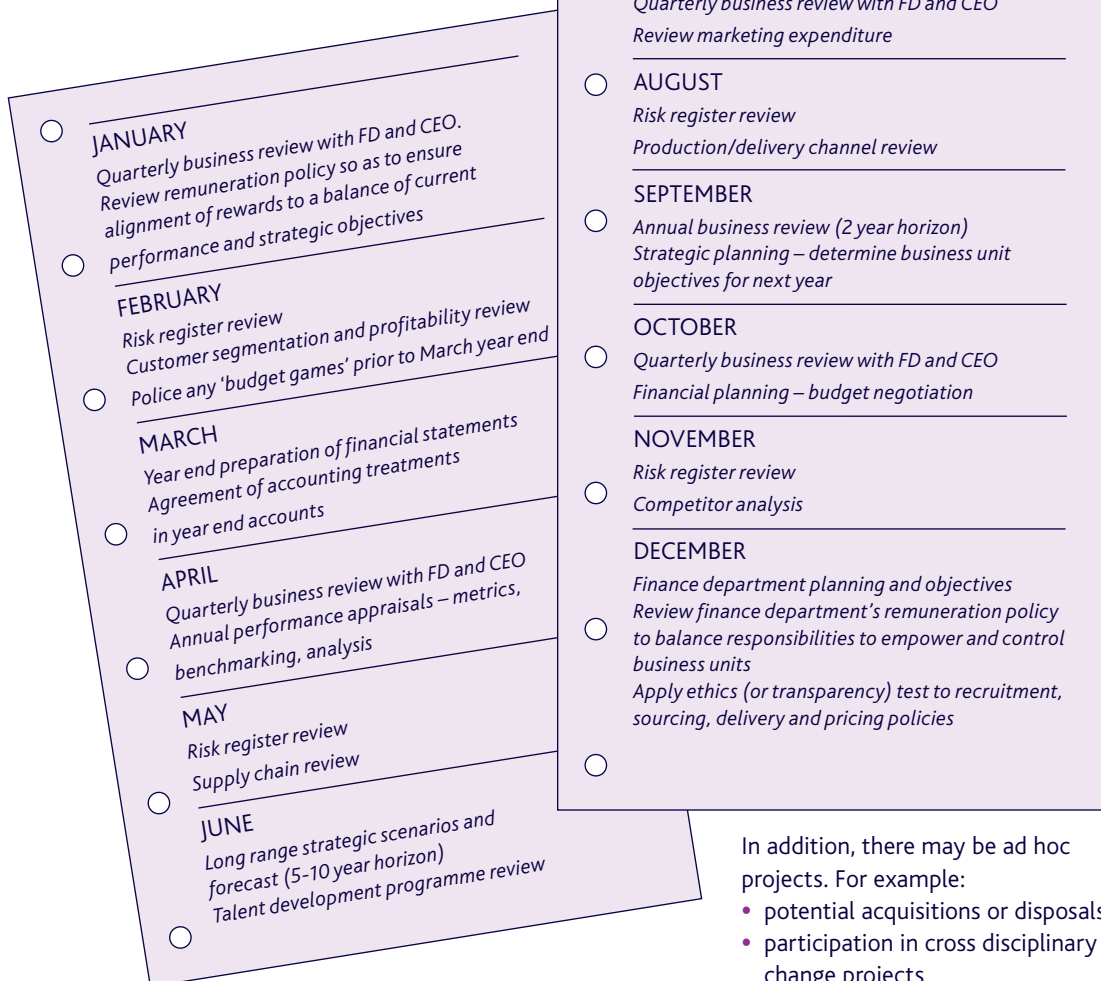 JANUARY
Quarterly business review with FD and CEO.
Review remuneration policy so as to ensure
alignment of rewards to a balance of current
performance and strategic objectives
FEBRUARY
Risk register review
Customer segmentation and profitability review
Police any ‘budget games’ prior to March year end
MARCH
Year end preparation of financial statements
Agreement of accounting treatments
in year end accounts
APRIL
Quarterly business review with FD and CEO
Annual performance appraisals – metrics,
benchmarking, analysis
MAY
Risk register review
Supply chain review
JUNE
Long range strategic scenarios and
forecast (5-10 year horizon)
Talent development programme review
Quarterly business review with FD and CEO
Review marketing expenditure
AUGUST
Risk register review
Production/delivery channel review
SEPTEMBER
Annual business review (2 year horizon)
Strategic planning – determine business unit
objectives for next year
OCTOBER
Quarterly business review with FD and CEO
Financial planning – budget negotiation
NOVEMBER
Risk register review
Competitor analysis
DECEMBER
Finance department planning and objectives
Review finance department’s remuneration policy
to balance responsibilities to empower and control
business units
Apply ethics (or transparency) test to recruitment,
sourcing, delivery and pricing policies
In addition, there may be ad hoc
projects. For example:
• potential acquisitions or disposals
• participation in cross disciplinary
change projects